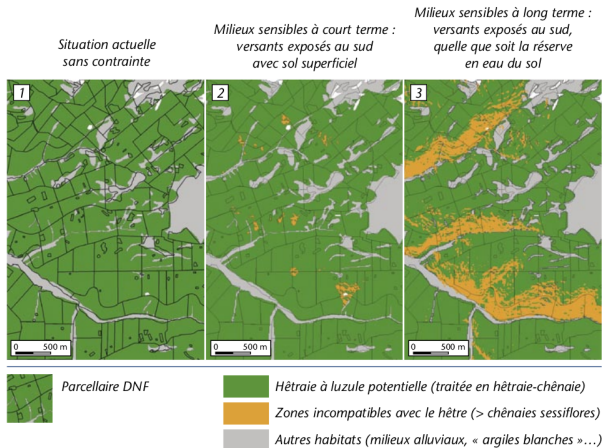 Situation actuelle
sans contrainte
Milieux sensibles à court terme :
versants exposés au sud
avec sol superficiel
Milieux sensibles à long terme :
versants exposés au sud,
quelle que soit la réserve
en eau du sol
1
2
3
0 500 m
0 500 m
0 500 m
Parcellaire DNF
Hêtraie à luzule potentielle (traitée en hêtraie-chênaie)
Zones incompatibles avec le hêtre (> chênaies sessiflores)
Autres habitats (milieux alluviaux, « argiles blanches »…)